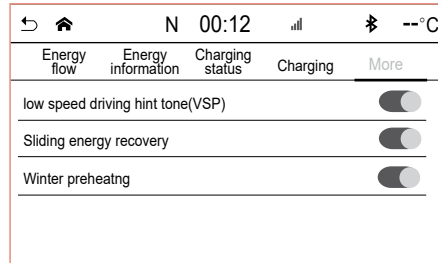 N 00:12 --°C
Energy flow Energy information Charging status Charging More
low speed driving hint tone(VSP)
Sliding energy recovery
Winter preheatng